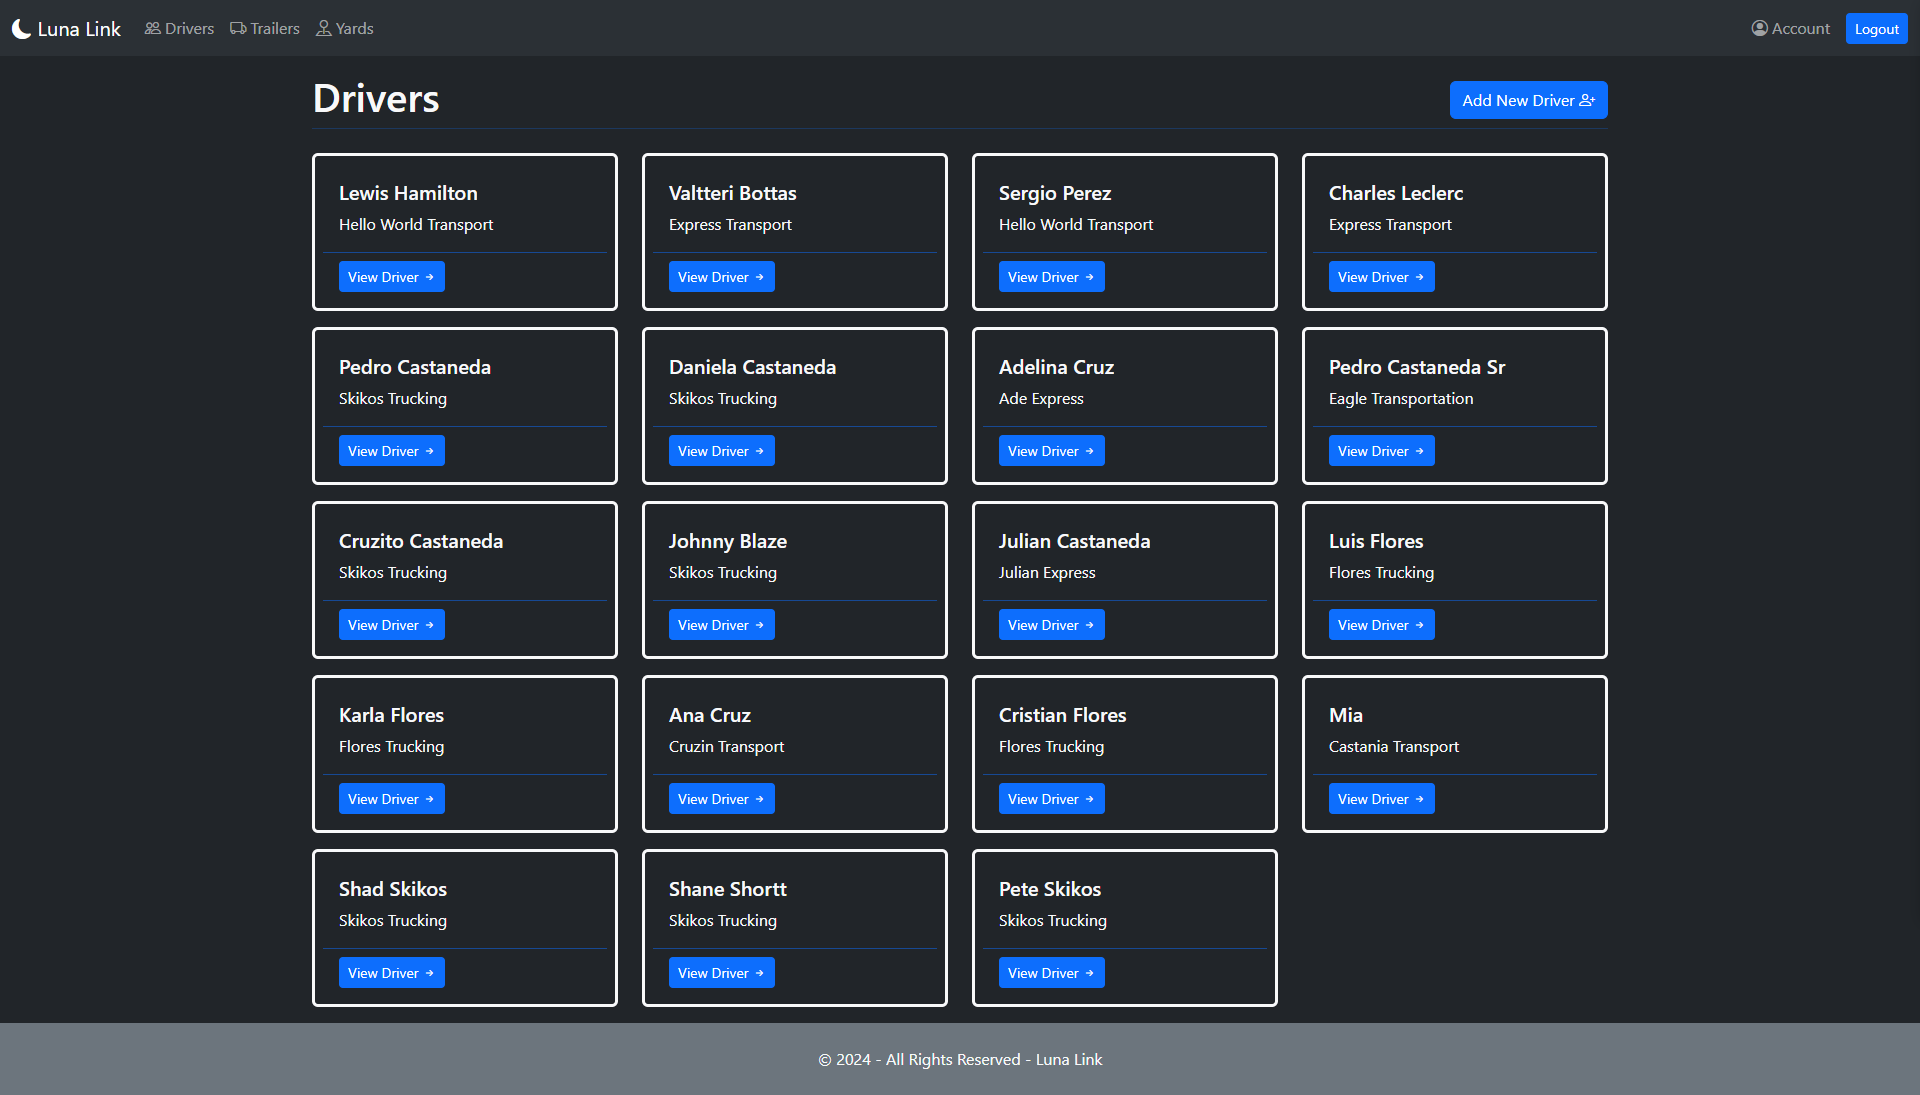 Luna Link Drivers Trailers Yards Account Logout
Drivers
Add New Driver
Lewis Hamilton
Hello World Transport
View Driver
Valtteri Bottas
Express Transport
View Driver
Sergio Perez
Hello World Transport
View Driver
Charles Leclerc
Express Transport
View Driver
Pedro Castaneda
Skikos Trucking
View Driver
Daniela Castaneda
Skikos Trucking
View Driver
Adelina Cruz
Ade Express
View Driver
Pedro Castaneda Sr
Eagle Transportation
View Driver
Cruzito Castaneda
Skikos Trucking
View Driver
Johnny Blaze
Skikos Trucking
View Driver
Julian Castaneda
Julian Express
View Driver
Luis Flores
Flores Trucking
View Driver
Karla Flores
Flores Trucking
View Driver
Ana Cruz
Cruzin Transport
View Driver
Cristian Flores
Flores Trucking
View Driver
Mia
Castania Transport
View Driver
Shad Skikos
Skikos Trucking
View Driver
Shane Shortt
Skikos Trucking
View Driver
Pete Skikos
Skikos Trucking
View Driver
© 2024 - All Rights Reserved - Luna Link